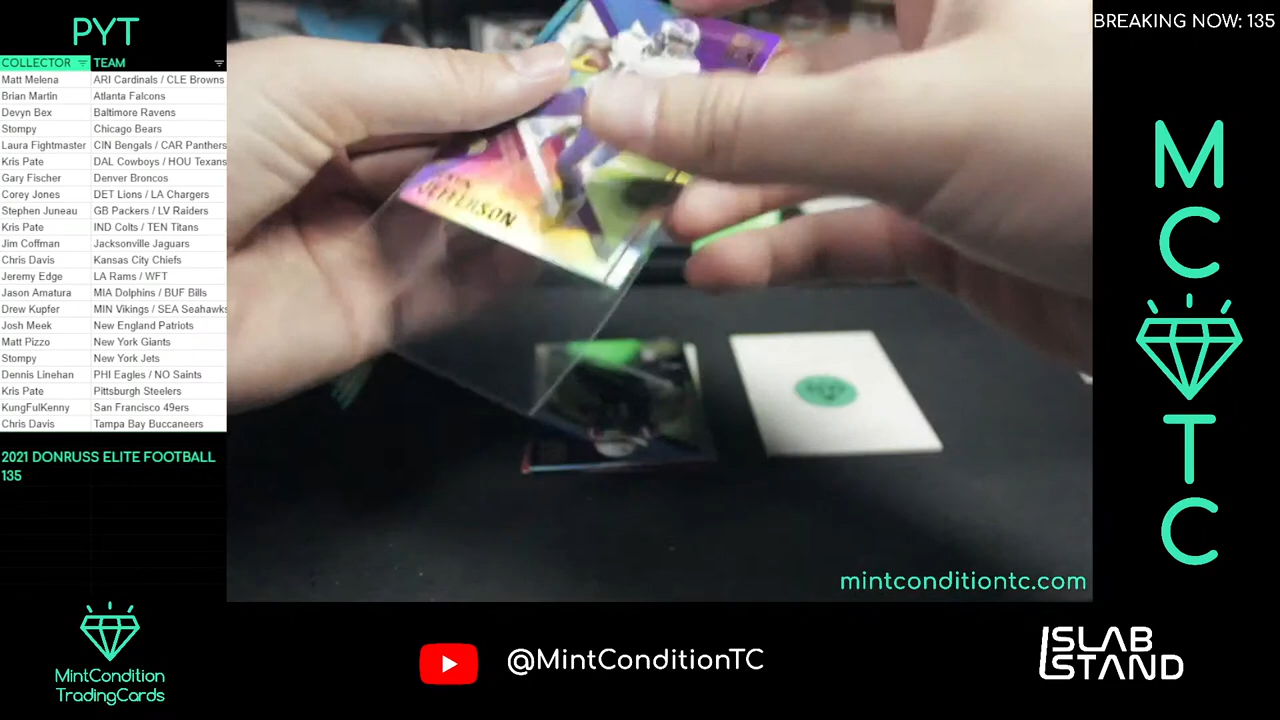 PYT
COLLECTOR TEAM
Matt Melena ARI Cardinals / CLE Browns
Brian Martin Atlanta Falcons
Devyn Bex Baltimore Ravens
Stompy Chicago Bears
Laura Fightmaster CIN Bengals / CAR Panthers
Kris Pate DAL Cowboys / HOU Texans
Gary Fischer Denver Broncos
Corey Jones DET Lions / LA Chargers
Stephen Juneau GB Packers / LV Raiders
Kris Pate IND Colts / TEN Titans
Jim Coffman Jacksonville Jaguars
Chris Davis Kansas City Chiefs
Jeremy Edge LA Rams / WFT
Jason Amatura MIA Dolphins / BUF Bills
Drew Kupfer MIN Vikings / SEA Seahawks
Josh Meek New England Patriots
Matt Pizzo New York Giants
Stompy New York Jets
Dennis Linehan PHI Eagles / NO Saints
Kris Pate Pittsburgh Steelers
KungFulKenny San Francisco 49ers
Chris Davis Tampa Bay Buccaneers
2021 DONRUSS ELITE FOOTBALL
135
MintCondition
TradingCards
JEFFERSON
mintconditiontc.com
@MintConditionTC
BREAKING NOW: 135
M
C
T
C
SLAB
STAND